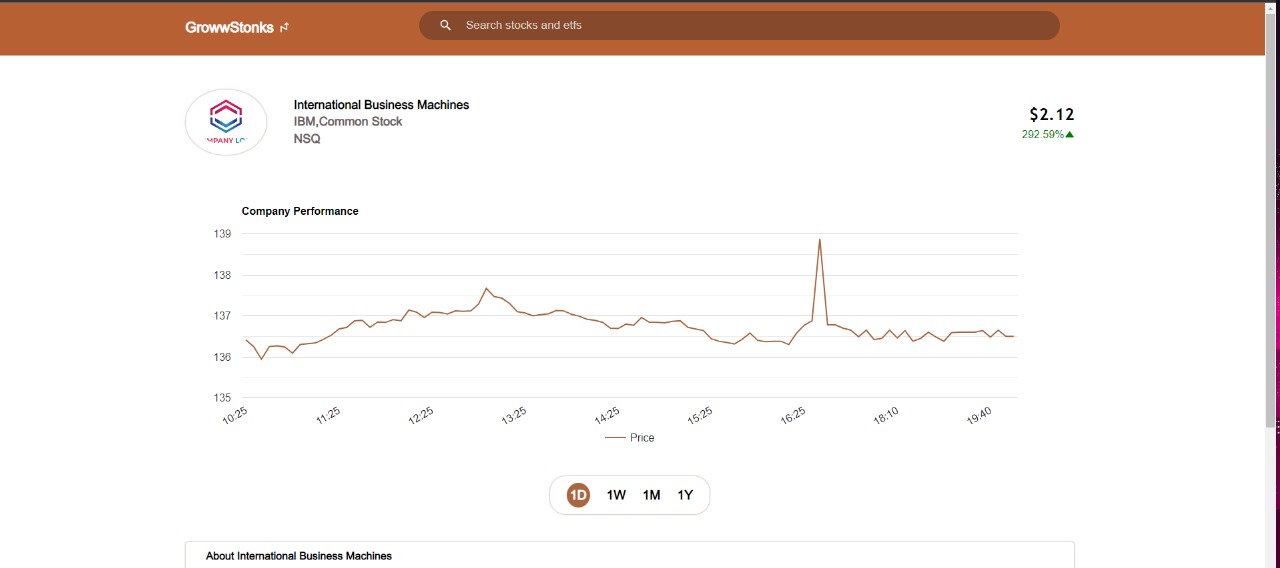 GrowwStonks
Search stocks and etfs
International Business Machines
IBM,Common Stock
NSQ
$2.12
292.59%
Company Performance
139
138
137
136
135
10:25
11:25
12:25
13:25
14:25
15:25
16:25
18:10
19:40
Price
1D 1W 1M 1Y
About International Business Machines